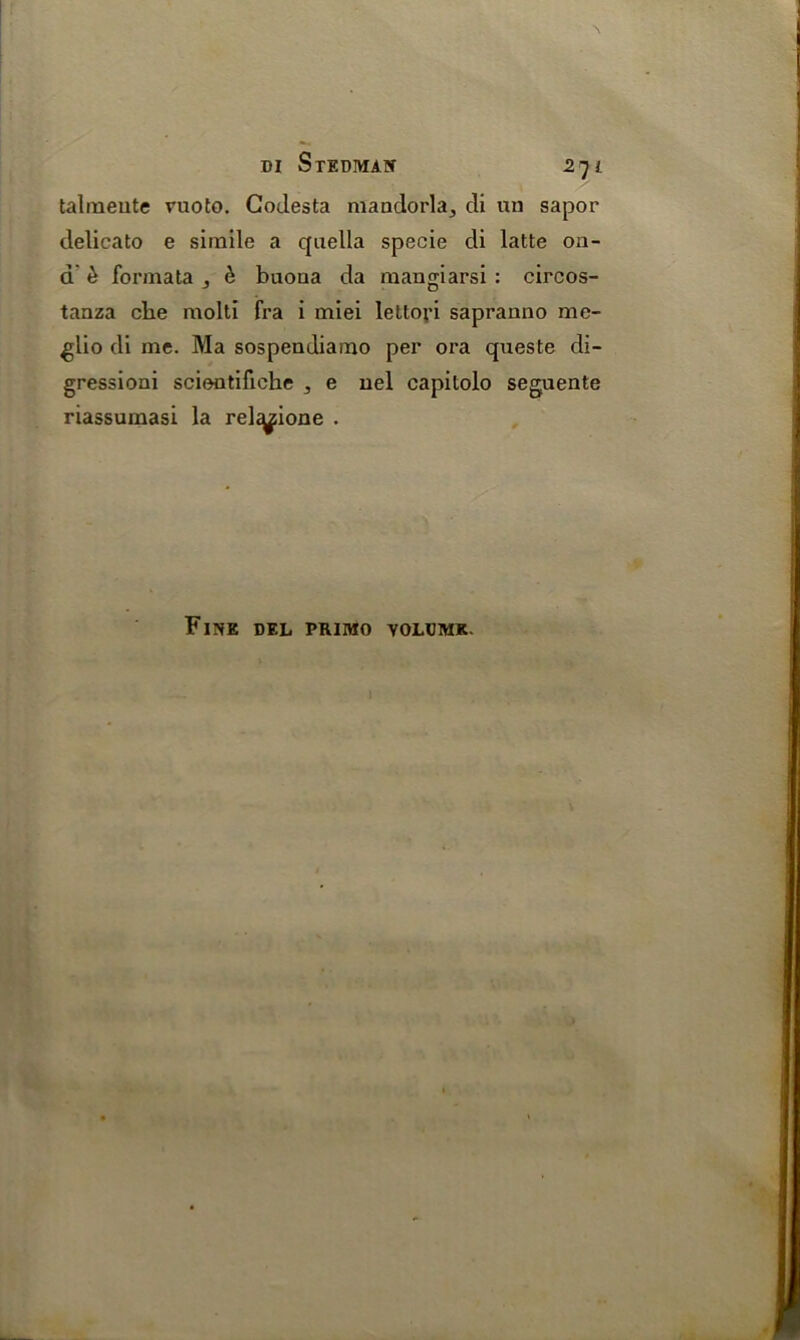 DI STEDMAN 271
talmente vuoto. Codesta mandorla, di un sapor
delicato e simile a quella specie di latte on-
d' è formata, è buona da mangiarsi : circos-
tanza che molti fra i miei lettori sapranno me-
glio di me. Ma sospendiamo per ora queste di-
gressioni scientifiche, e nel capitolo seguente
riassumasi la relazione .
FINE DEL PRIMO VOLUME.